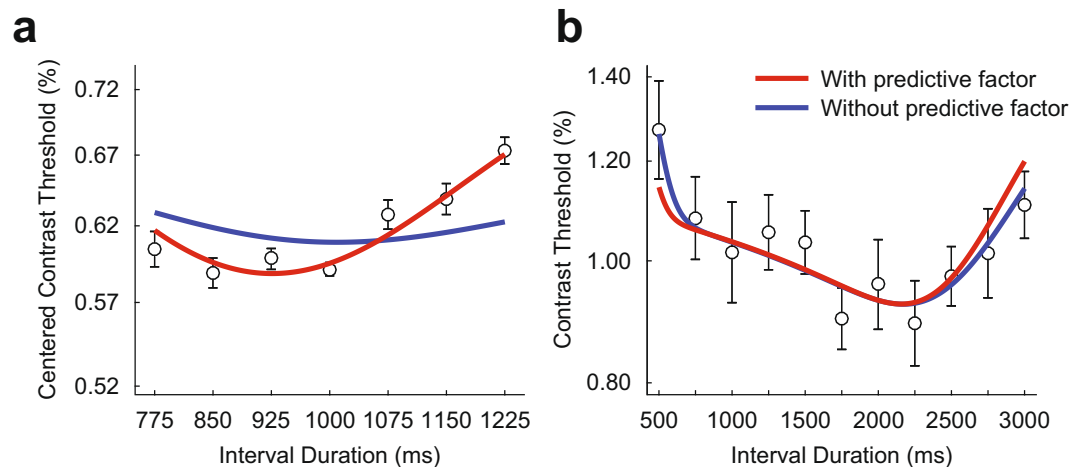 a
Centered Contrast Threshold (%)
0.72
0.67
0.62
0.57
0.52
775 850 925 1000 1075 1150 1225
Interval Duration (ms)
b
Contrast Threshold (%)
1.40
1.20
1.00
0.80
With predictive factor
Without predictive factor
500 1000 1500 2000 2500 3000
Interval Duration (ms)